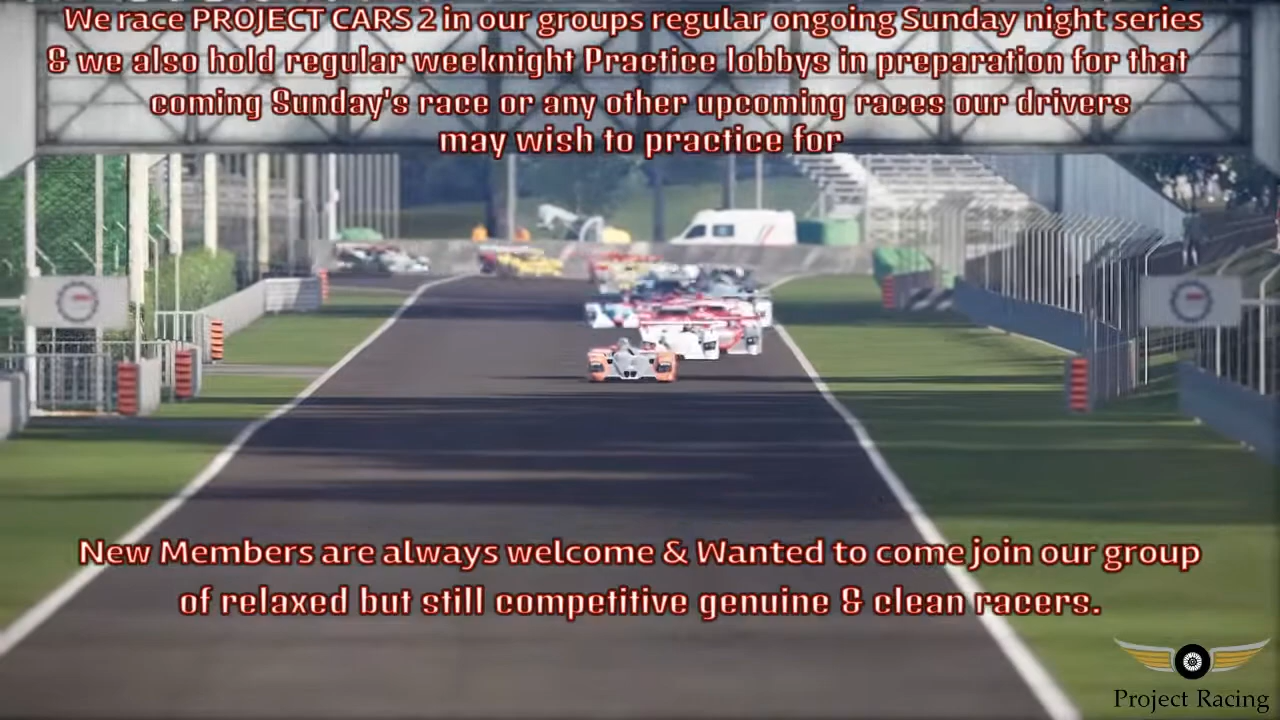 We race PROJECT CARS 2 in our groups regular ongoing Sunday night series
& we also hold regular weeknight Practice lobbys in preparation for that
coming Sunday's race or any other upcoming races our drivers
may wish to practice for
New Members are always welcome & Wanted to come join our group
of relaxed but still competitive genuine & clean racers.
Project Racing